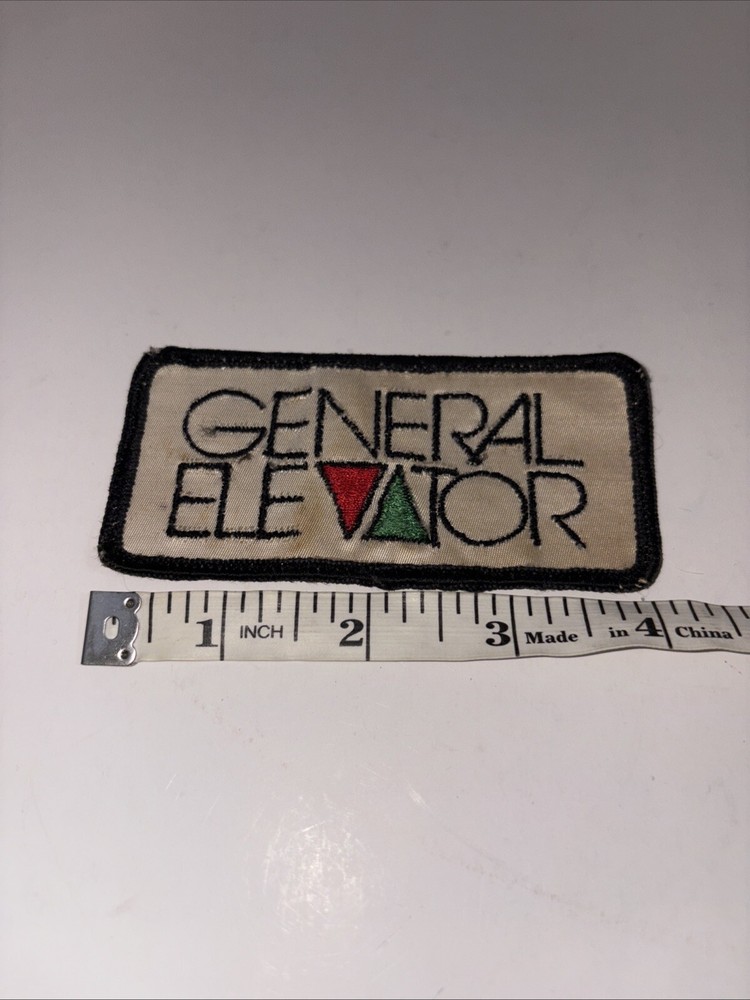 GENERAL
ELEVATOR
1 INCH 2 3 Made in 4 China